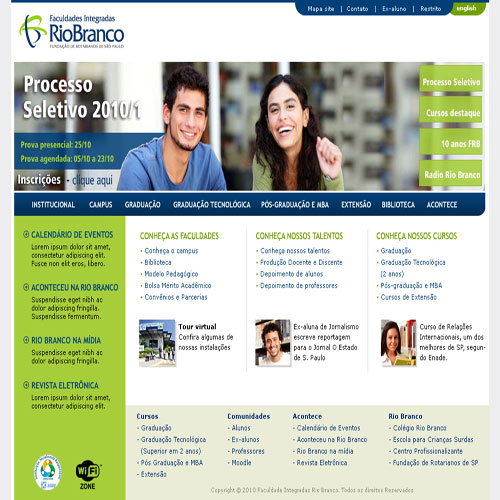 Mapa site | Contato | Ex-aluno | Restrito
english
Faculdades Integradas
RioBranco
FUNDAÇÃO DE ROTARIANOS DE SÃO PAULO
Processo
Seletivo 2010/1
Prova presencial: 25/10
Prova agendada: 05/10 a 23/10
Inscrições - clique aqui
Processo Seletivo
Cursos destaque
10 anos FRB
Radio Rio Branco
INSTITUCIONAL CAMPUS GRADUAÇÃO GRADUAÇÃO TECNOLÓGICA PÓS-GRADUAÇÃO E MBA EXTENSÃO BIBLIOTECA ACONTECE
CALENDÁRIO DE EVENTOS
Lorem ipsum dolor sit amet,
consectetur adipiscing elit.
Fusce non elit eros, libero.
ACONTECEU NA RIO BRANCO
Suspendisse eget nibh ac
dolor adipiscing fringilla.
Suspendisse fermentum.
RIO BRANCO NA MÍDIA
Suspendisse eget nibh ac
dolor adipiscing fringilla.
REVISTA ELETRÔNICA
Lorem ipsum dolor sit amet,
consectetur adipiscing elit.
Wi Fi
ZONE
CONHEÇA AS FACULDADES
Conheça o campus
Biblioteca
Modelo Pedagógico
Bolsa Mérito Acadêmico
Convênios e Parcerias
CONHEÇA NOSSOS TALENTOS
Conheça nossos talentos
Produção Docente e Discente
Depoimento de alunos
Depoimento de professores
CONHEÇA NOSSOS CURSOS
Graduação
Graduação Tecnológica
(2 anos)
Pós-graduação e MBA
Cursos de Extensão
Tour virtual
Confira algumas de
nossas instalações
Ex-aluna de Jornalismo
escreve reportagem
para o Jornal O Estado
de S. Paulo
Curso de Relações
Internacionais, um dos
melhores de SP, segun-
do Enade.
Cursos
- Graduação
- Graduação Tecnológica
(Superior em 2 anos)
- Pós Graduação e MBA
- Extensão
Comunidades
- Alunos
- Ex-alunos
- Professores
- Moodle
Acontece
- Calendário de Eventos
- Aconteceu na Rio Branco
- Rio Branco na mídia
- Revista Eletrônica
Rio Branco
- Colégio Rio Branco
- Escola para Crianças Surdas
- Centro Profissionalizante
- Fundação de Rotarianos de SP
Copyright © 2010 Faculdade Integradas Rio Branco. Todos os direitos Reservados